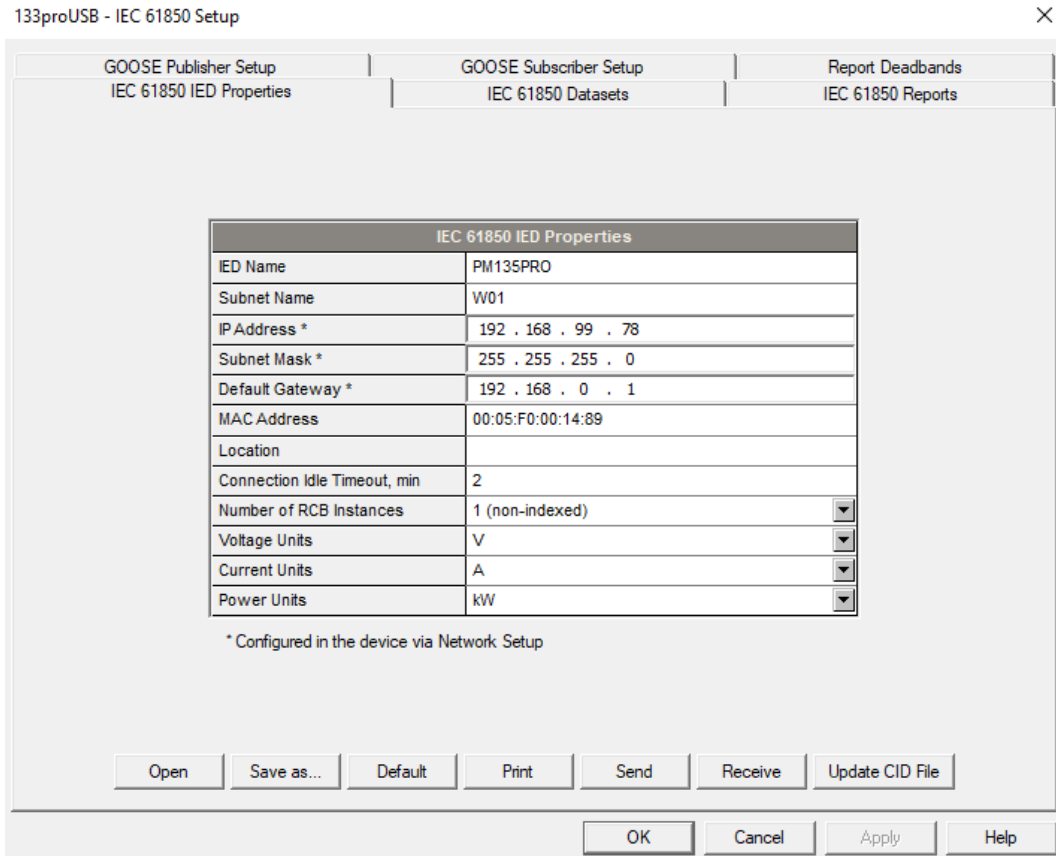 133proUSB - IEC 61850 Setup
GOOSE Publisher Setup GOOSE Subscriber Setup Report Deadbands
IEC 61850 IED Properties IEC 61850 Datasets IEC 61850 Reports
IEC 61850 IED Properties
IED Name PM135PRO
Subnet Name W01
IP Address * 192 . 168 . 99 . 78
Subnet Mask * 255 . 255 . 255 . 0
Default Gateway * 192 . 168 . 0 . 1
MAC Address 00:05:F0:00:14:89
Location
Connection Idle Timeout, min 2
Number of RCB Instances 1 (non-indexed)
Voltage Units V
Current Units A
Power Units kW
* Configured in the device via Network Setup
Open Save as... Default Print Send Receive Update CID File
OK Cancel Apply Help